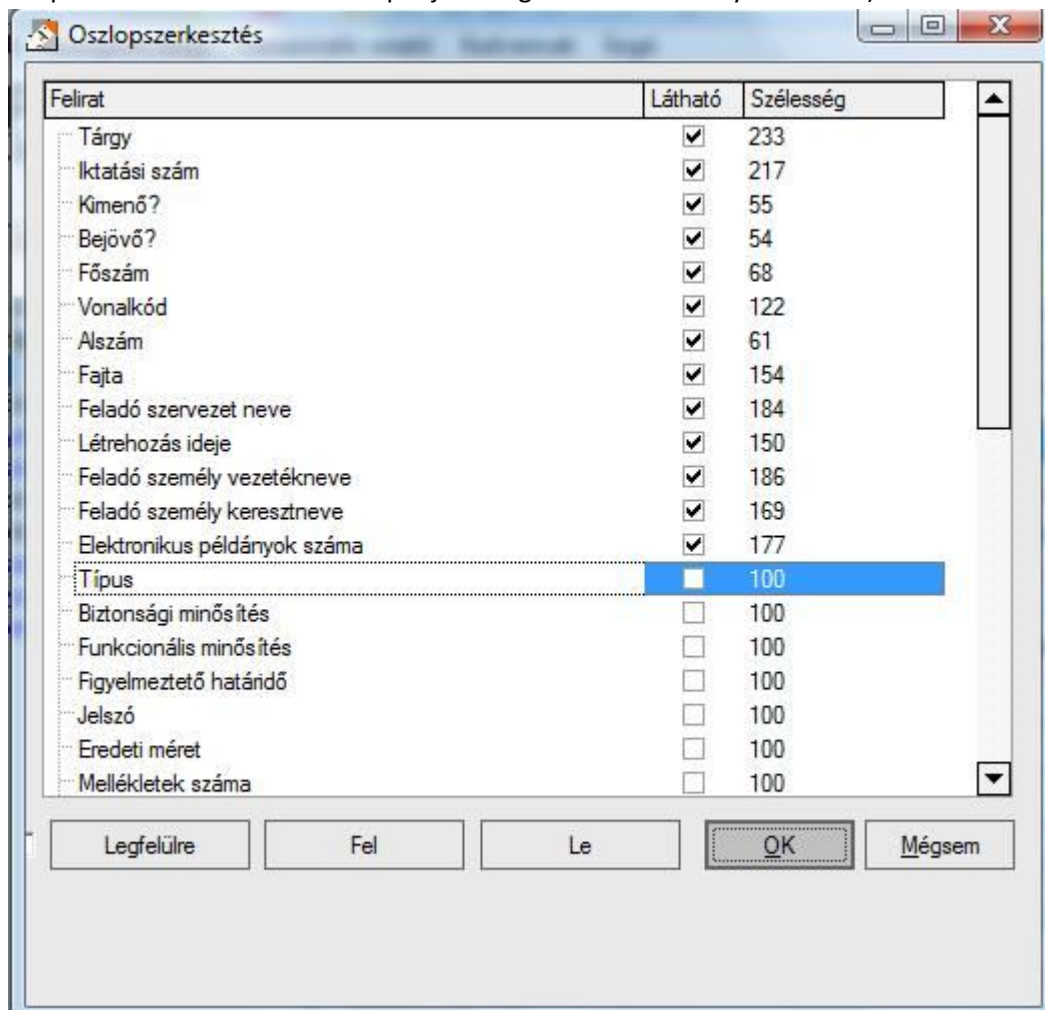 Oszlopszerkesztés
Felirat Látható Szélesség
Tárgy 233
Iktatási szám 217
Kimenő? 55
Bejövő? 54
Főszám 68
Vonalkód 122
Alszám 61
Fajta 154
Feladó szervezet neve 184
Létrehozás ideje 150
Feladó személy vezetékneve 186
Feladó személy keresztneve 169
Elektronikus példányok száma 177
Típus 100
Biztonsági minősítés 100
Funkcionális minősítés 100
Figyelmeztető határidő 100
Jelszó 100
Eredeti méret 100
Mellékletek száma 100
Legfelülre Fel Le OK Mégsem